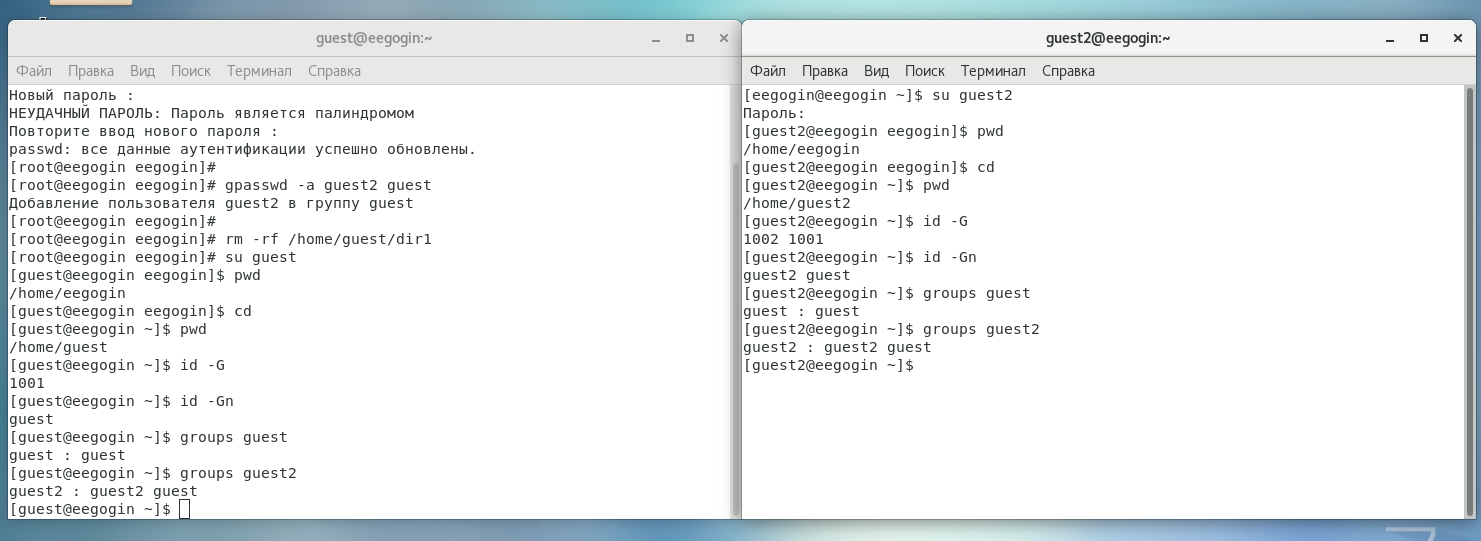 guest@eegogin:~
Файл Правка Вид Поиск Терминал Справка
Новый пароль :
НЕУДАЧНЫЙ ПАРОЛЬ: Пароль является палиндромом
Повторите ввод нового пароля :
passwd: все данные аутентификации успешно обновлены.
[root@eegogin eegogin]#
[root@eegogin eegogin]# gpasswd -a guest2 guest
Добавление пользователя guest2 в группу guest
[root@eegogin eegogin]#
[root@eegogin eegogin]# rm -rf /home/guest/dir1
[root@eegogin eegogin]# su guest
[guest@eegogin eegogin]$ pwd
/home/eegogin
[guest@eegogin eegogin]$ cd
[guest@eegogin ~]$ pwd
/home/guest
[guest@eegogin ~]$ id -G
1001
[guest@eegogin ~]$ id -Gn
guest
[guest@eegogin ~]$ groups guest
guest : guest
[guest@eegogin ~]$ groups guest2
guest2 : guest2 guest
[guest@eegogin ~]$
guest2@eegogin:~
Файл Правка Вид Поиск Терминал Справка
[eegogin@eegogin ~]$ su guest2
Пароль:
[guest2@eegogin eegogin]$ pwd
/home/eegogin
[guest2@eegogin eegogin]$ cd
[guest2@eegogin ~]$ pwd
/home/guest2
[guest2@eegogin ~]$ id -G
1002 1001
[guest2@eegogin ~]$ id -Gn
guest2 guest
[guest2@eegogin ~]$ groups guest
guest : guest
[guest2@eegogin ~]$ groups guest2
guest2 : guest2 guest
[guest2@eegogin ~]$